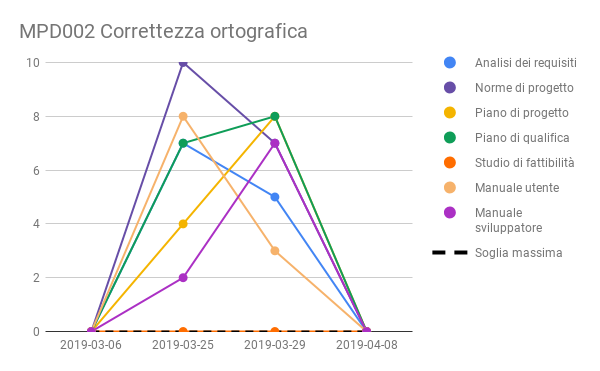 MPD002 Correttezza ortografica
10
8
6
4
2
0
2019-03-06 2019-03-25 2019-03-29 2019-04-08
Analisi dei requisiti
Norme di progetto
Piano di progetto
Piano di qualifica
Studio di fattibilità
Manuale utente
Manuale
sviluppatore
Soglia massima